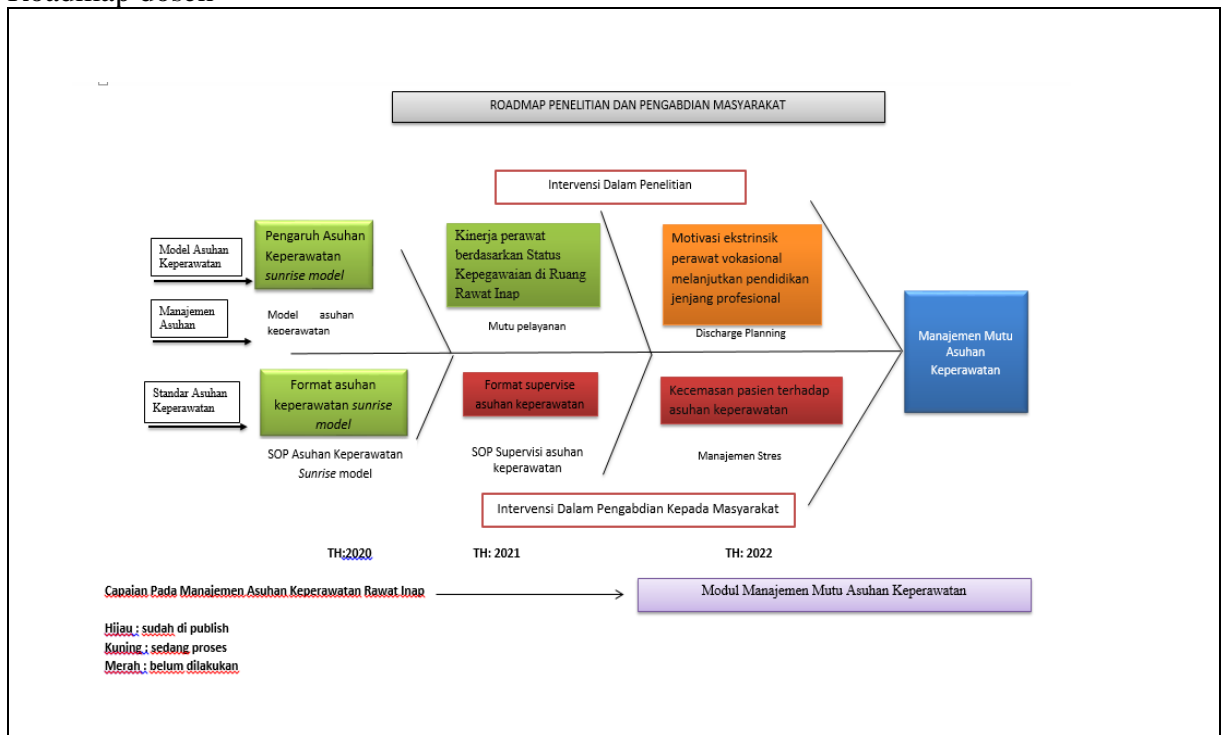 Roadmap dosen
ROADMAP PENELITIAN DAN PENGABDIAN MASYARAKAT
Intervensi Dalam Penelitian
Model Asuhan
Keperawatan
Manajemen
Asuhan
Standar Asuhan
Keperawatan
Pengaruh Asuhan
Keperawatan
sunrise model
Model asuhan
keperawatan
Kinerja perawat
berdasarkan Status
Kepegawaian di Ruang
Rawat Inap
Mutu pelayanan
Motivasi ekstrinsik
perawat vokasional
melanjutkan pendidikan
jenjang profesional
Discharge Planning
Manajemen Mutu
Asuhan
Keperawatan
Format asuhan
keperawatan sunrise
model
SOP Asuhan Keperawatan
Sunrise model
Format supervise
asuhan keperawatan
SOP Supervisi asuhan
keperawatan
Kecemasan pasien terhadap
asuhan keperawatan
Manajemen Stres
Intervensi Dalam Pengabdian Kepada Masyarakat
TH:2020 TH: 2021 TH: 2022
Capaian Pada Manajemen Asuhan Keperawatan Rawat Inap
Modul Manajemen Mutu Asuhan Keperawatan
Hijau : sudah di publish
Kuning : sedang proses
Merah : belum dilakukan